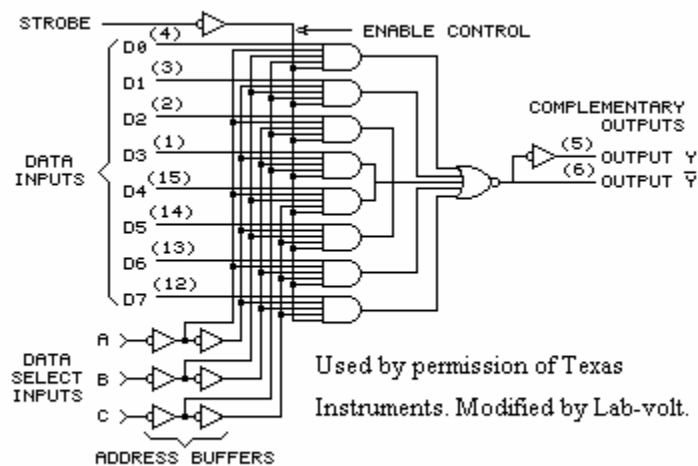 STROBE
ENABLE CONTROL
D0 (4)
D1 (3)
D2 (2)
D3 (1)
D4 (15)
D5 (14)
D6 (13)
D7 (12)
DATA
INPUTS
COMPLEMENTARY
OUTPUTS
(5) OUTPUT Y
(6) OUTPUT Y̅
A
B
C
DATA
SELECT
INPUTS
ADDRESS BUFFERS
Used by permission of Texas
Instruments. Modified by Lab-volt.